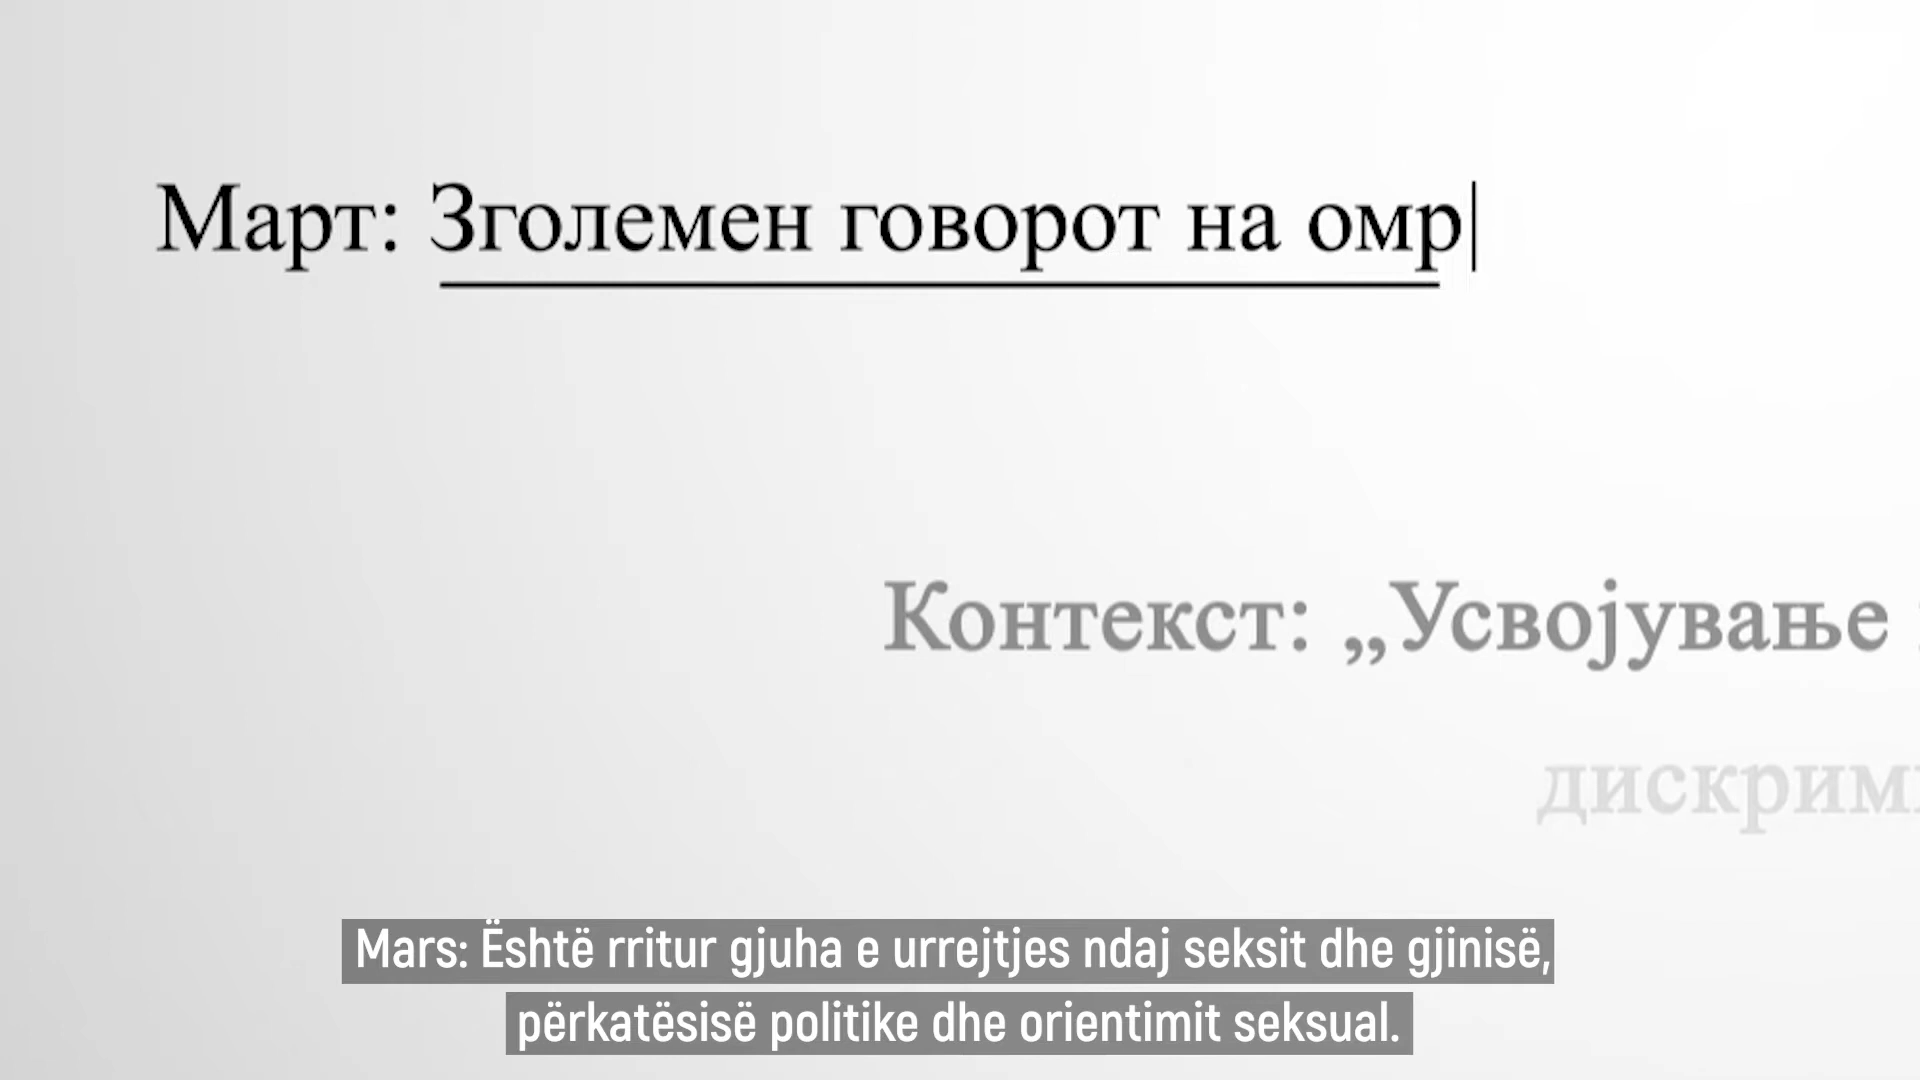 Март: Зголемен говорот на омр
Контекст: „Усвојување
Mars: Është rritur gjuha e urrejtjes ndaj seksit dhe gjinisë,
përkatësisë politike dhe orientimit seksual.